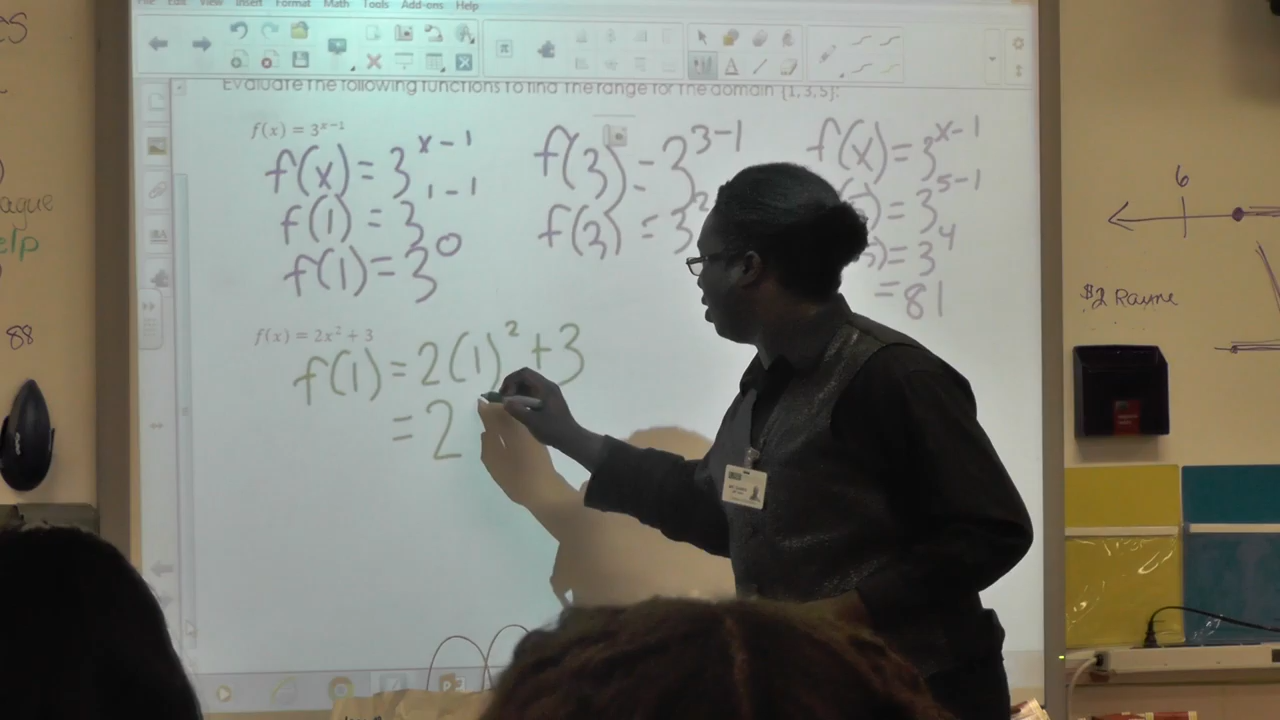 File Edit View Insert Format Math Tools Add-ons Help
Evaluate the following functions to find the range for the domain {1, 3, 5}:
f(x) = 3^{x-1}
f(x) = 3^{x-1}
f(1) = 3^{1-1}
f(1) = 3^0
f(3) = 3^{3-1}
f(3) = 3^2
f(x) = 3^{x-1}
= 3^{5-1}
= 3^4
= 81
f(x) = 2x² + 3
f(1) = 2(1)² + 3
= 2
6
$2
88